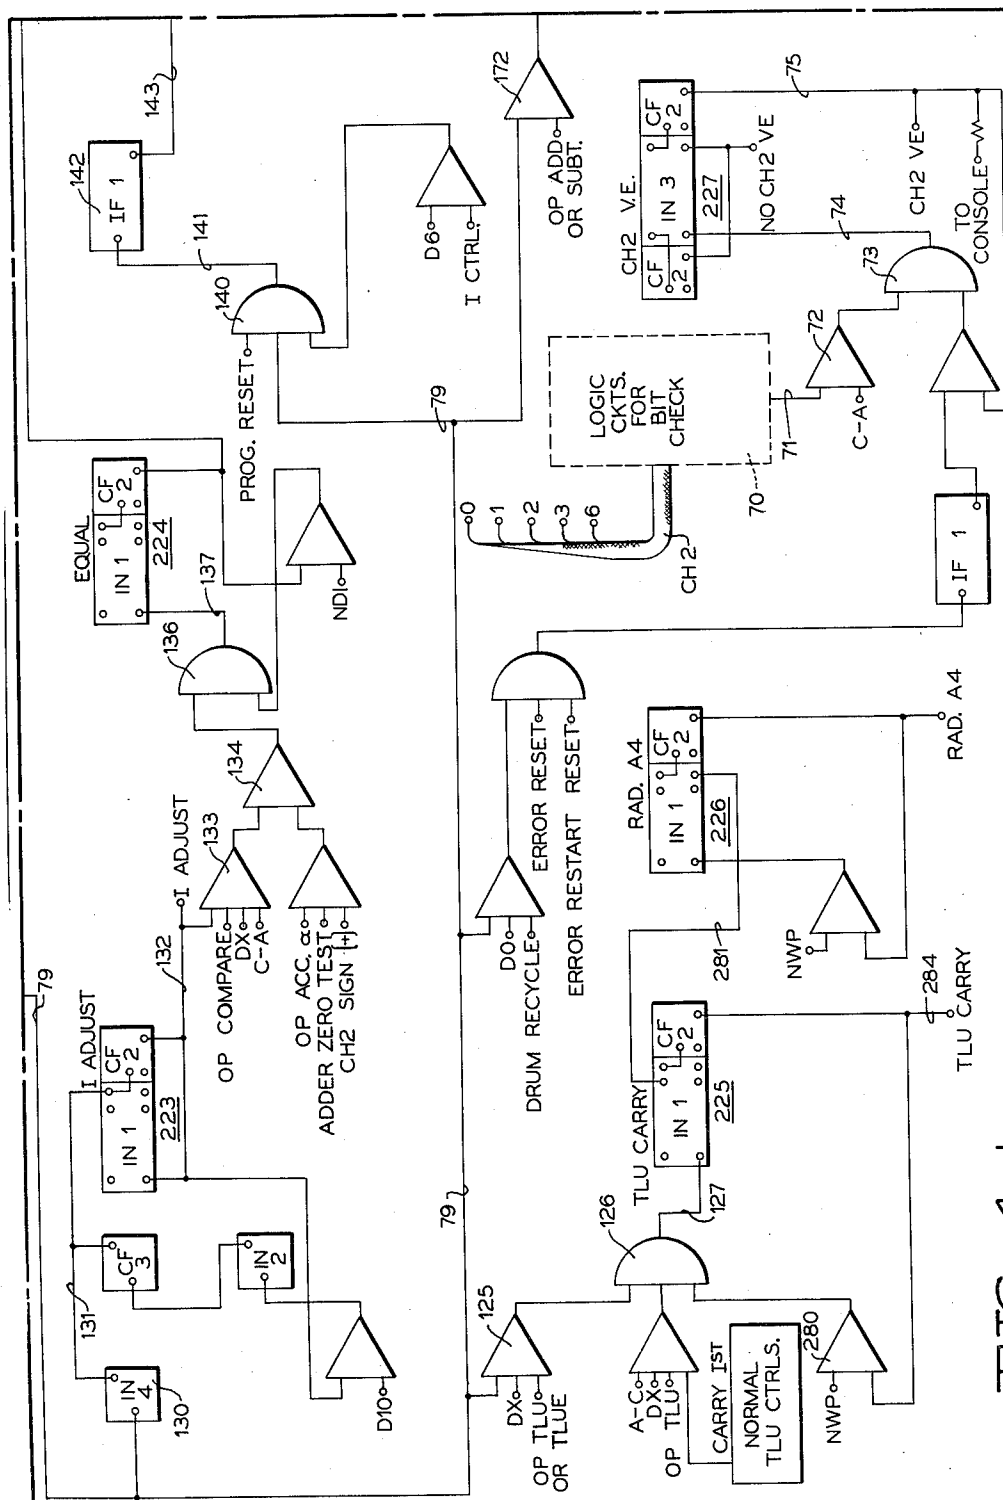 79
131
IN 4
130
CF 3
IN 2
D10
I ADJUST
IN 1
CF 2
223
132
I ADJUST
OP COMPARE
DX
C-A
133
134
OP ACC. α
ADDER ZERO TEST
CH2 SIGN (+)
136
137
EQUAL
IN 1
CF 2
224
NDI
PROG. RESET
140
141
142
IF 1
143
D6
I CTRL.
172
OP ADD
OR SUBT.
79
79
DX
OP TLU
OR TLUE
125
A-C
DX
OP TLU
CARRY IST
NORMAL
TLU CTRLS.
NWP
280
126
127
TLU CARRY
IN 1
CF 2
225
281
284
TLU CARRY
D0
DRUM RECYCLE
ERROR RESET
ERROR RESTART RESET
RAD. A4
IN 1
CF 2
226
NWP
RAD. A4
0
1
2
3
6
CH 2
LOGIC
CKTS.
FOR
BIT
CHECK
70
71
C-A
72
73
74
IF 1
CH2 V.E.
CF 2
IN 3
CF 2
227
NO CH2 VE
75
CH2 VE
TO
CONSOLE